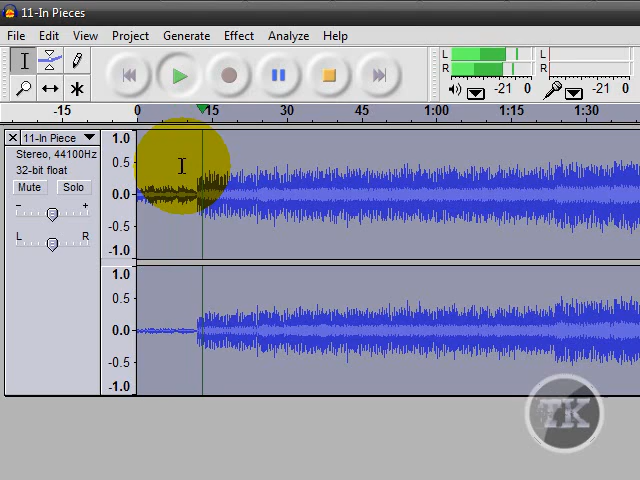 11-In Pieces
File Edit View Project Generate Effect Analyze Help
L R -21 0 L R -21 0
-15 0 15 30 45 1:00 1:15 1:30
11-In Piece
Stereo, 44100Hz
32-bit float
Mute Solo
- +
L R
1.0
0.5
0.0
-0.5
-1.0
1.0
0.5
0.0
-0.5
-1.0
TK